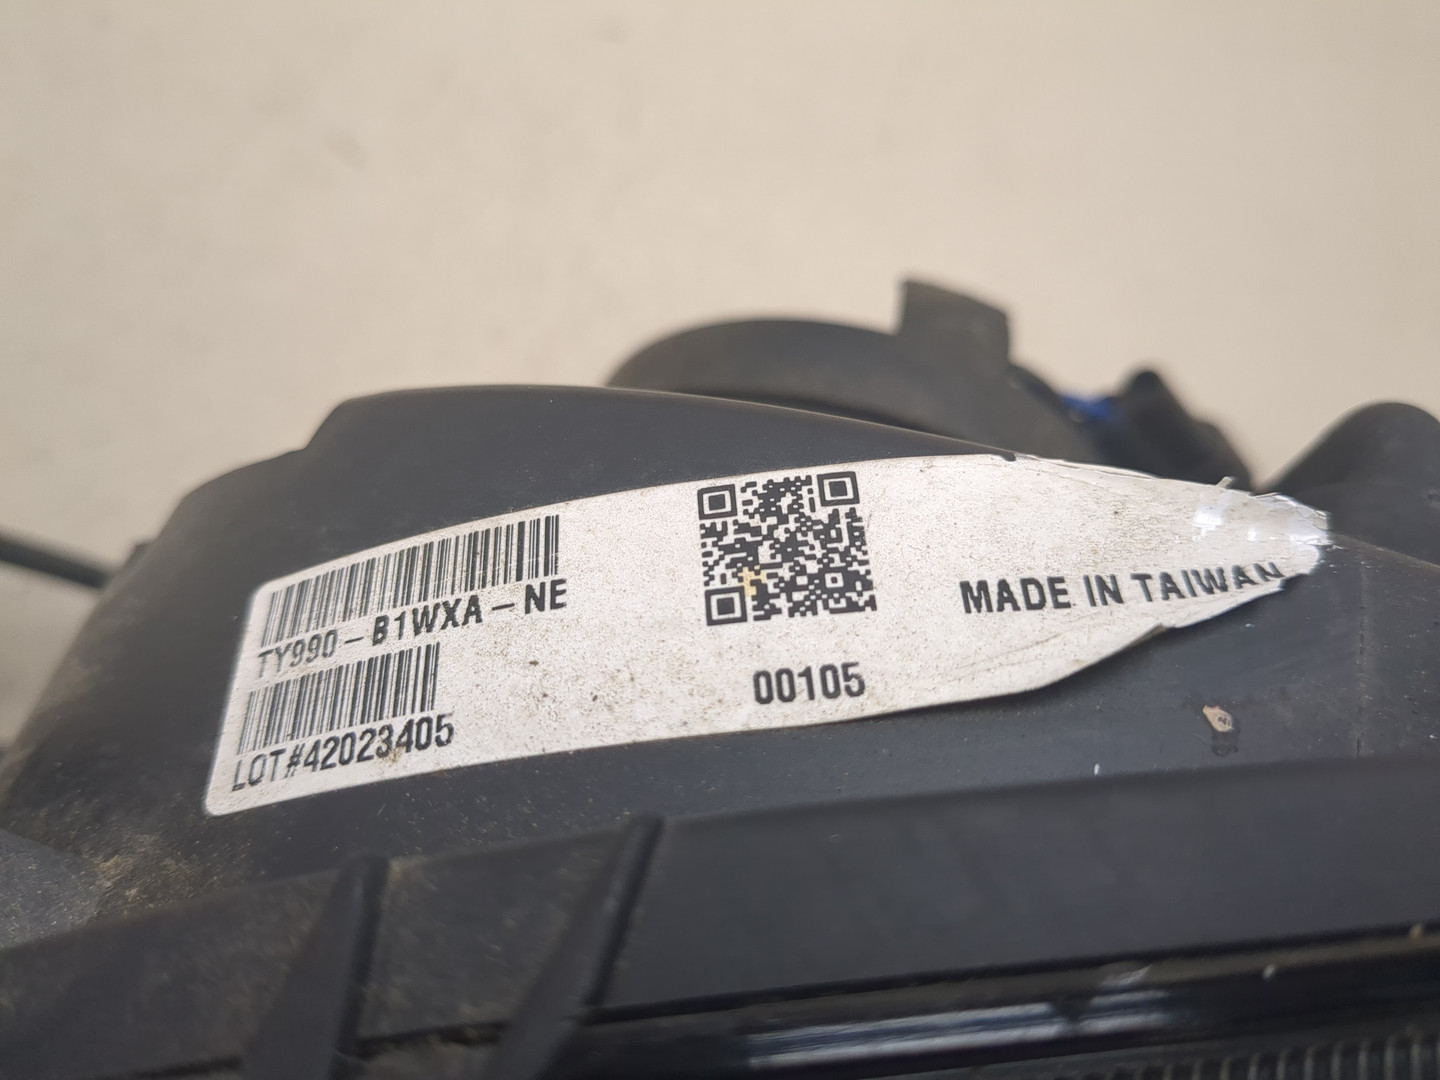 TY990-B1WXA-NE
LOT#42023405
00105
MADE IN TAIWAN